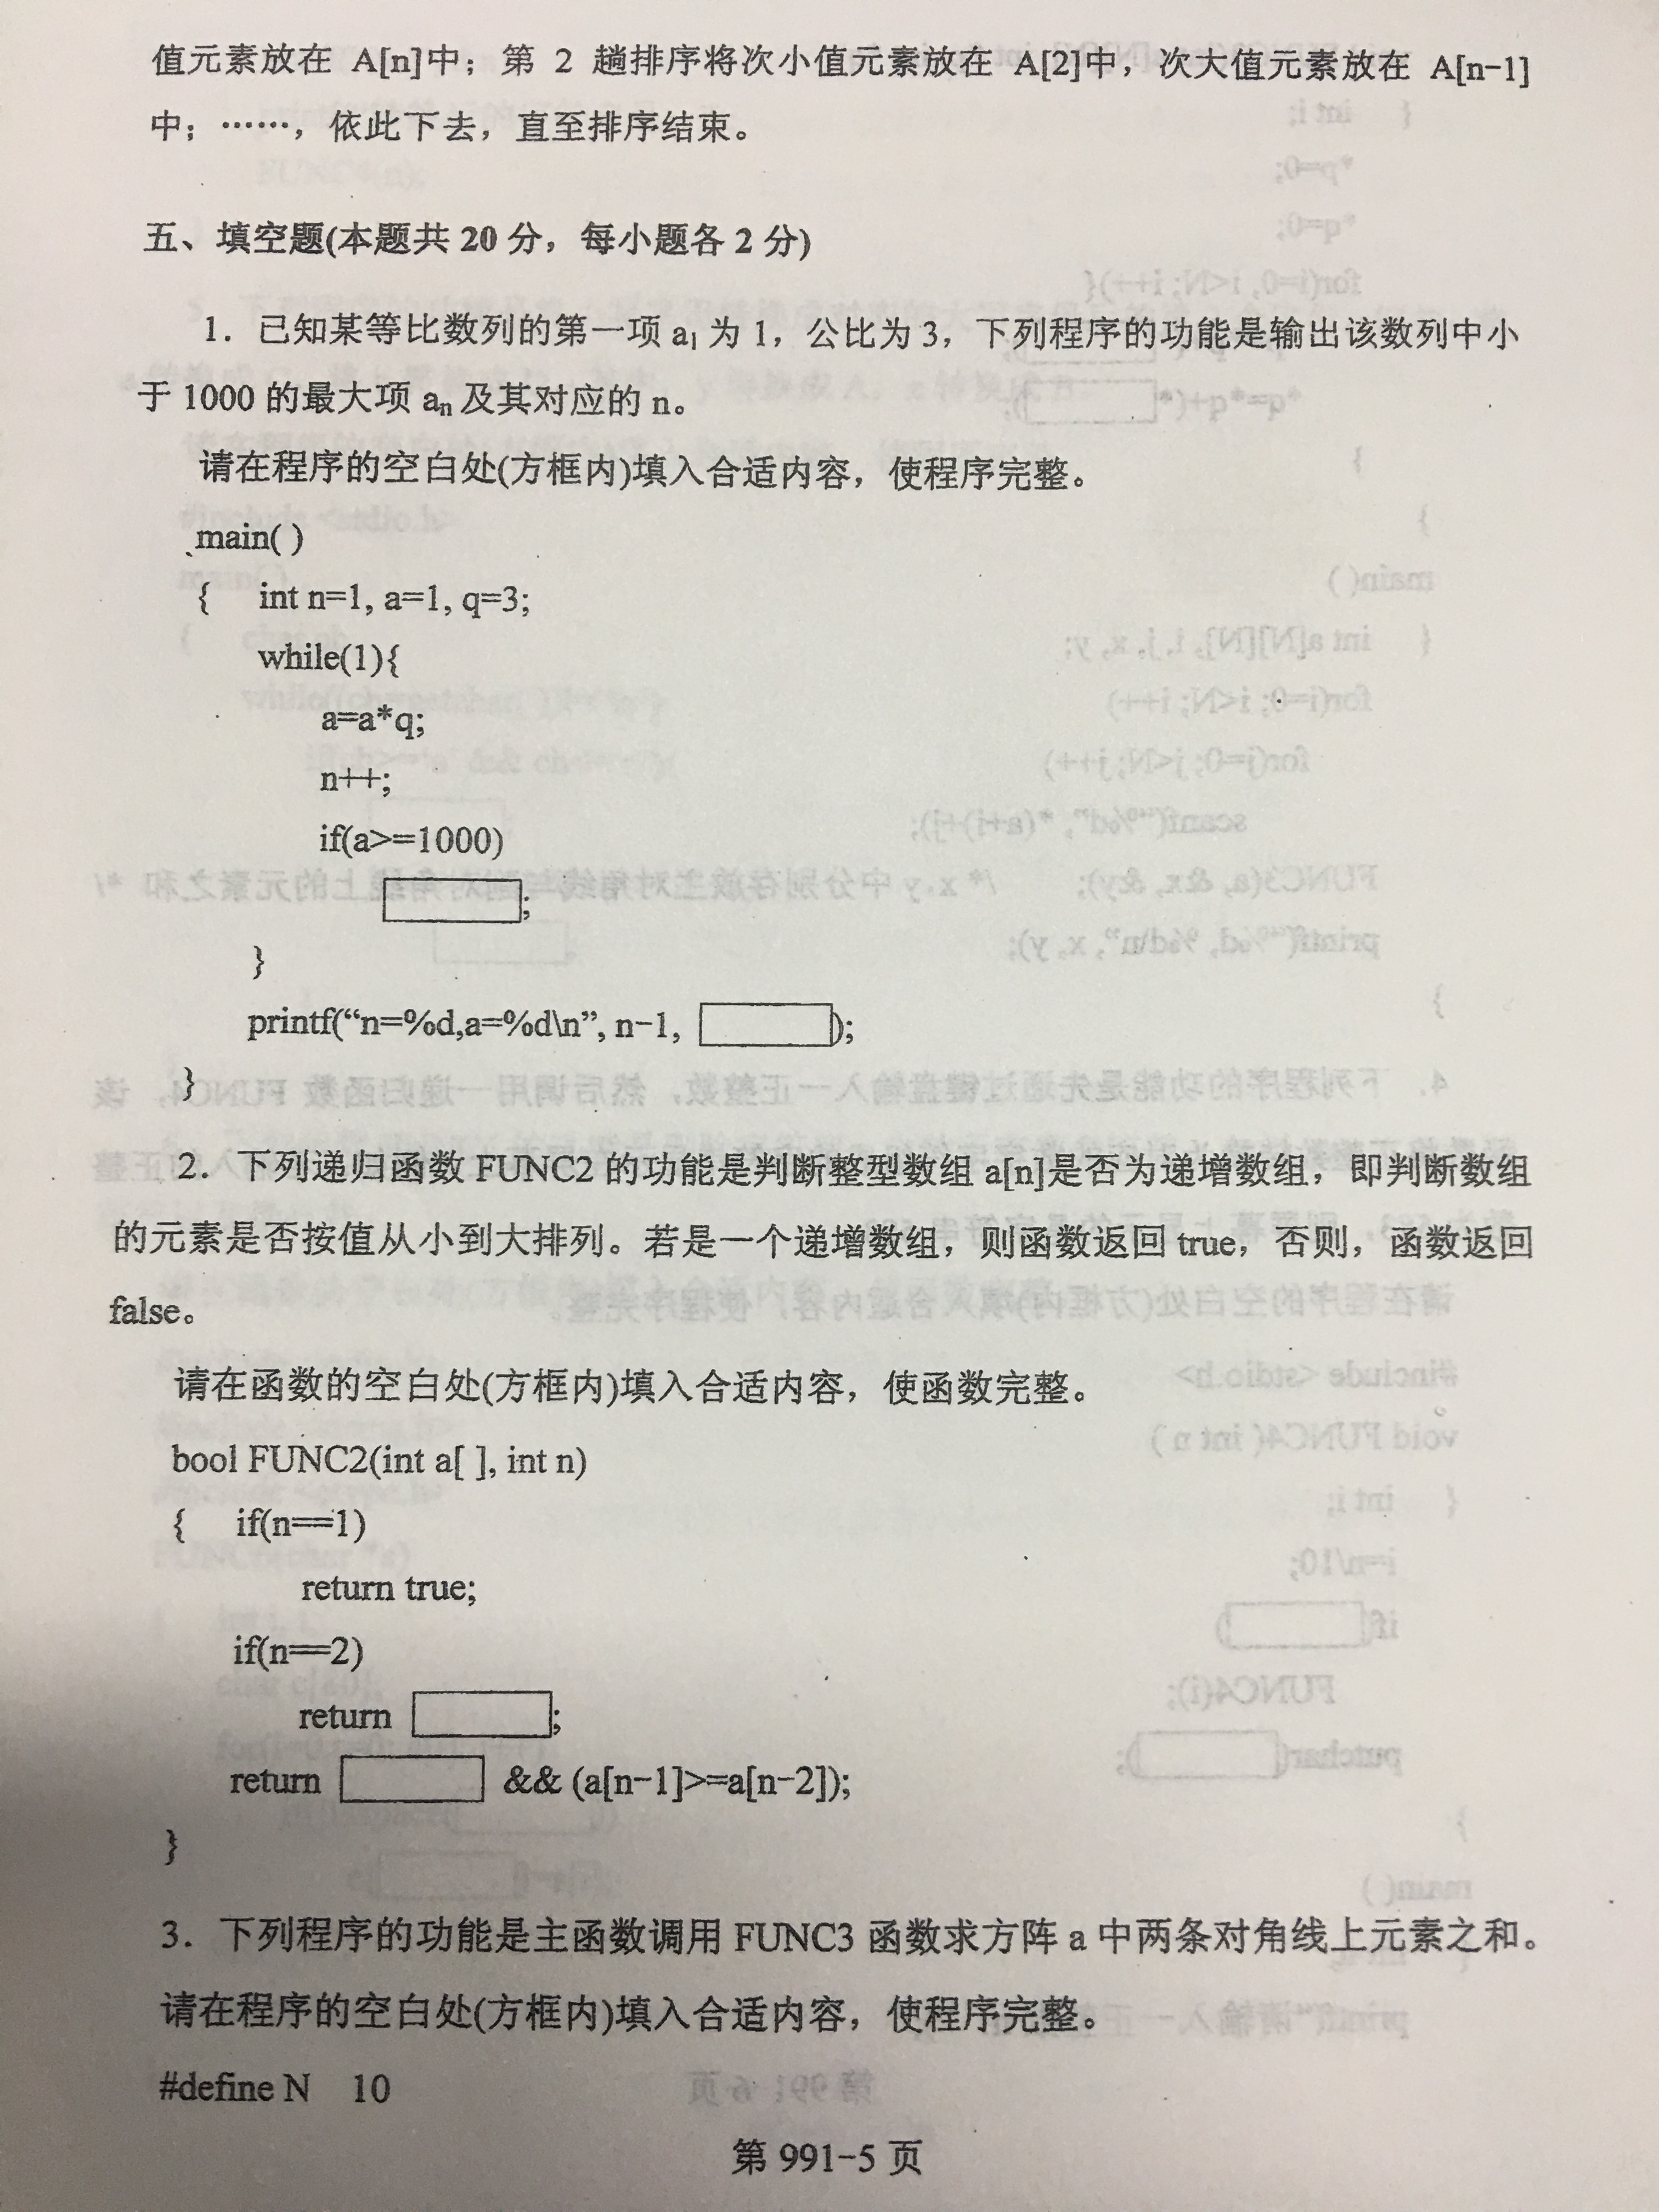 值元素放在 A[n]中；第 2 趟排序将次小值元素放在 A[2]中，次大值元素放在 A[n-1]
中；……，依此下去，直至排序结束。
五、填空题(本题共 20 分，每小题各 2 分)
1. 已知某等比数列的第一项 a₁ 为 1，公比为 3，下列程序的功能是输出该数列中小
于 1000 的最大项 aₙ 及其对应的 n。
请在程序的空白处(方框内)填入合适内容，使程序完整。
main( )
{ int n=1, a=1, q=3;
while(1){
a=a*q;
n++;
if(a>=1000)
;
}
printf(“n=%d,a=%d\n”, n-1, );
}
2. 下列递归函数 FUNC2 的功能是判断整型数组 a[n]是否为递增数组，即判断数组
的元素是否按值从小到大排列。若是一个递增数组，则函数返回 true，否则，函数返回
false。
请在函数的空白处(方框内)填入合适内容，使函数完整。
bool FUNC2(int a[ ], int n)
{ if(n==1)
return true;
if(n==2)
return ;
return && (a[n-1]>=a[n-2]);
}
3. 下列程序的功能是主函数调用 FUNC3 函数求方阵 a 中两条对角线上元素之和。
请在程序的空白处(方框内)填入合适内容，使程序完整。
#define N 10
第 991-5 页